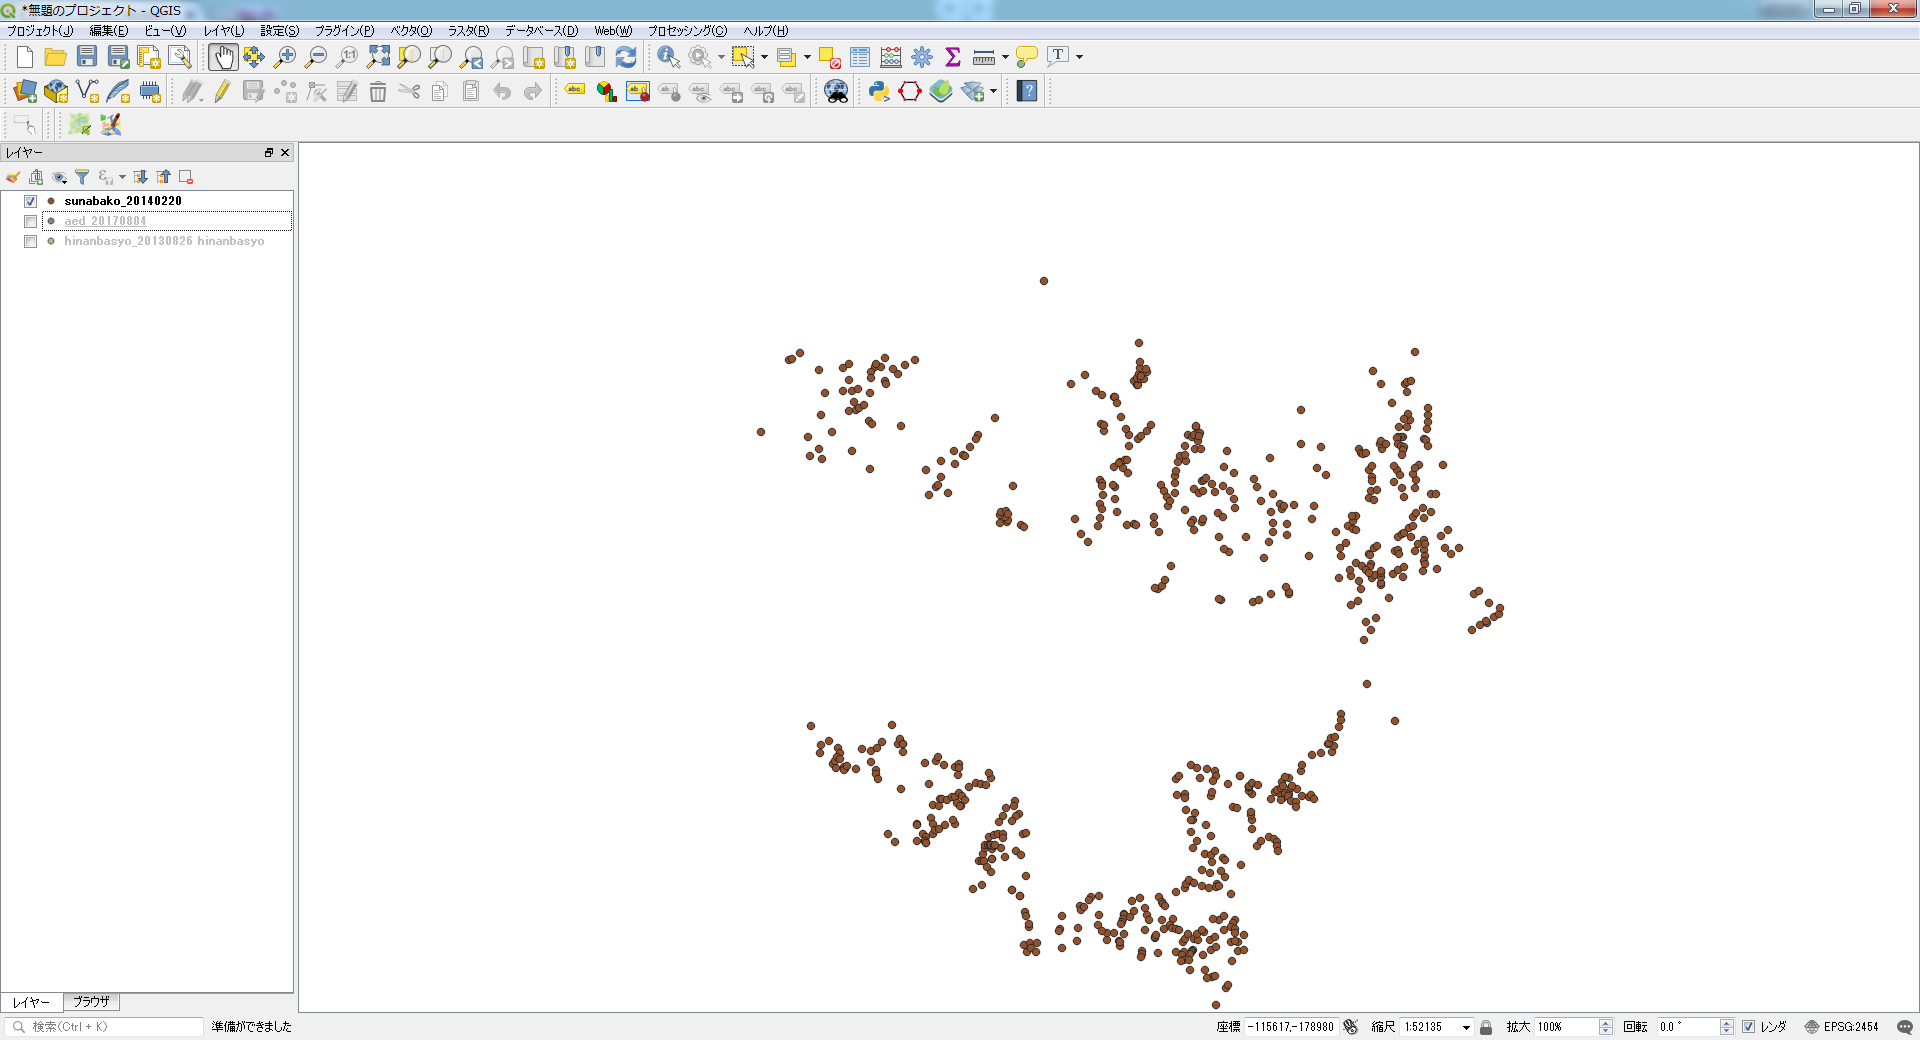 *無題のプロジェクト - QGIS
プロジェクト(J) 編集(E) ビュー(V) レイヤ(L) 設定(S) プラグイン(P) ベクタ(O) ラスタ(R) データベース(D) Web(W) プロセッシング(C) ヘルプ(H)
レイヤー
sunabako_20140220
aed_20170804
hinanbasyo_20130826 hinanbasyo
レイヤー ブラウザ
検索(Ctrl + K) 準備ができました 座標 -115617,-178980 縮尺 1:52135 拡大 100% 回転 0.0 ° レンダ EPSG:2454